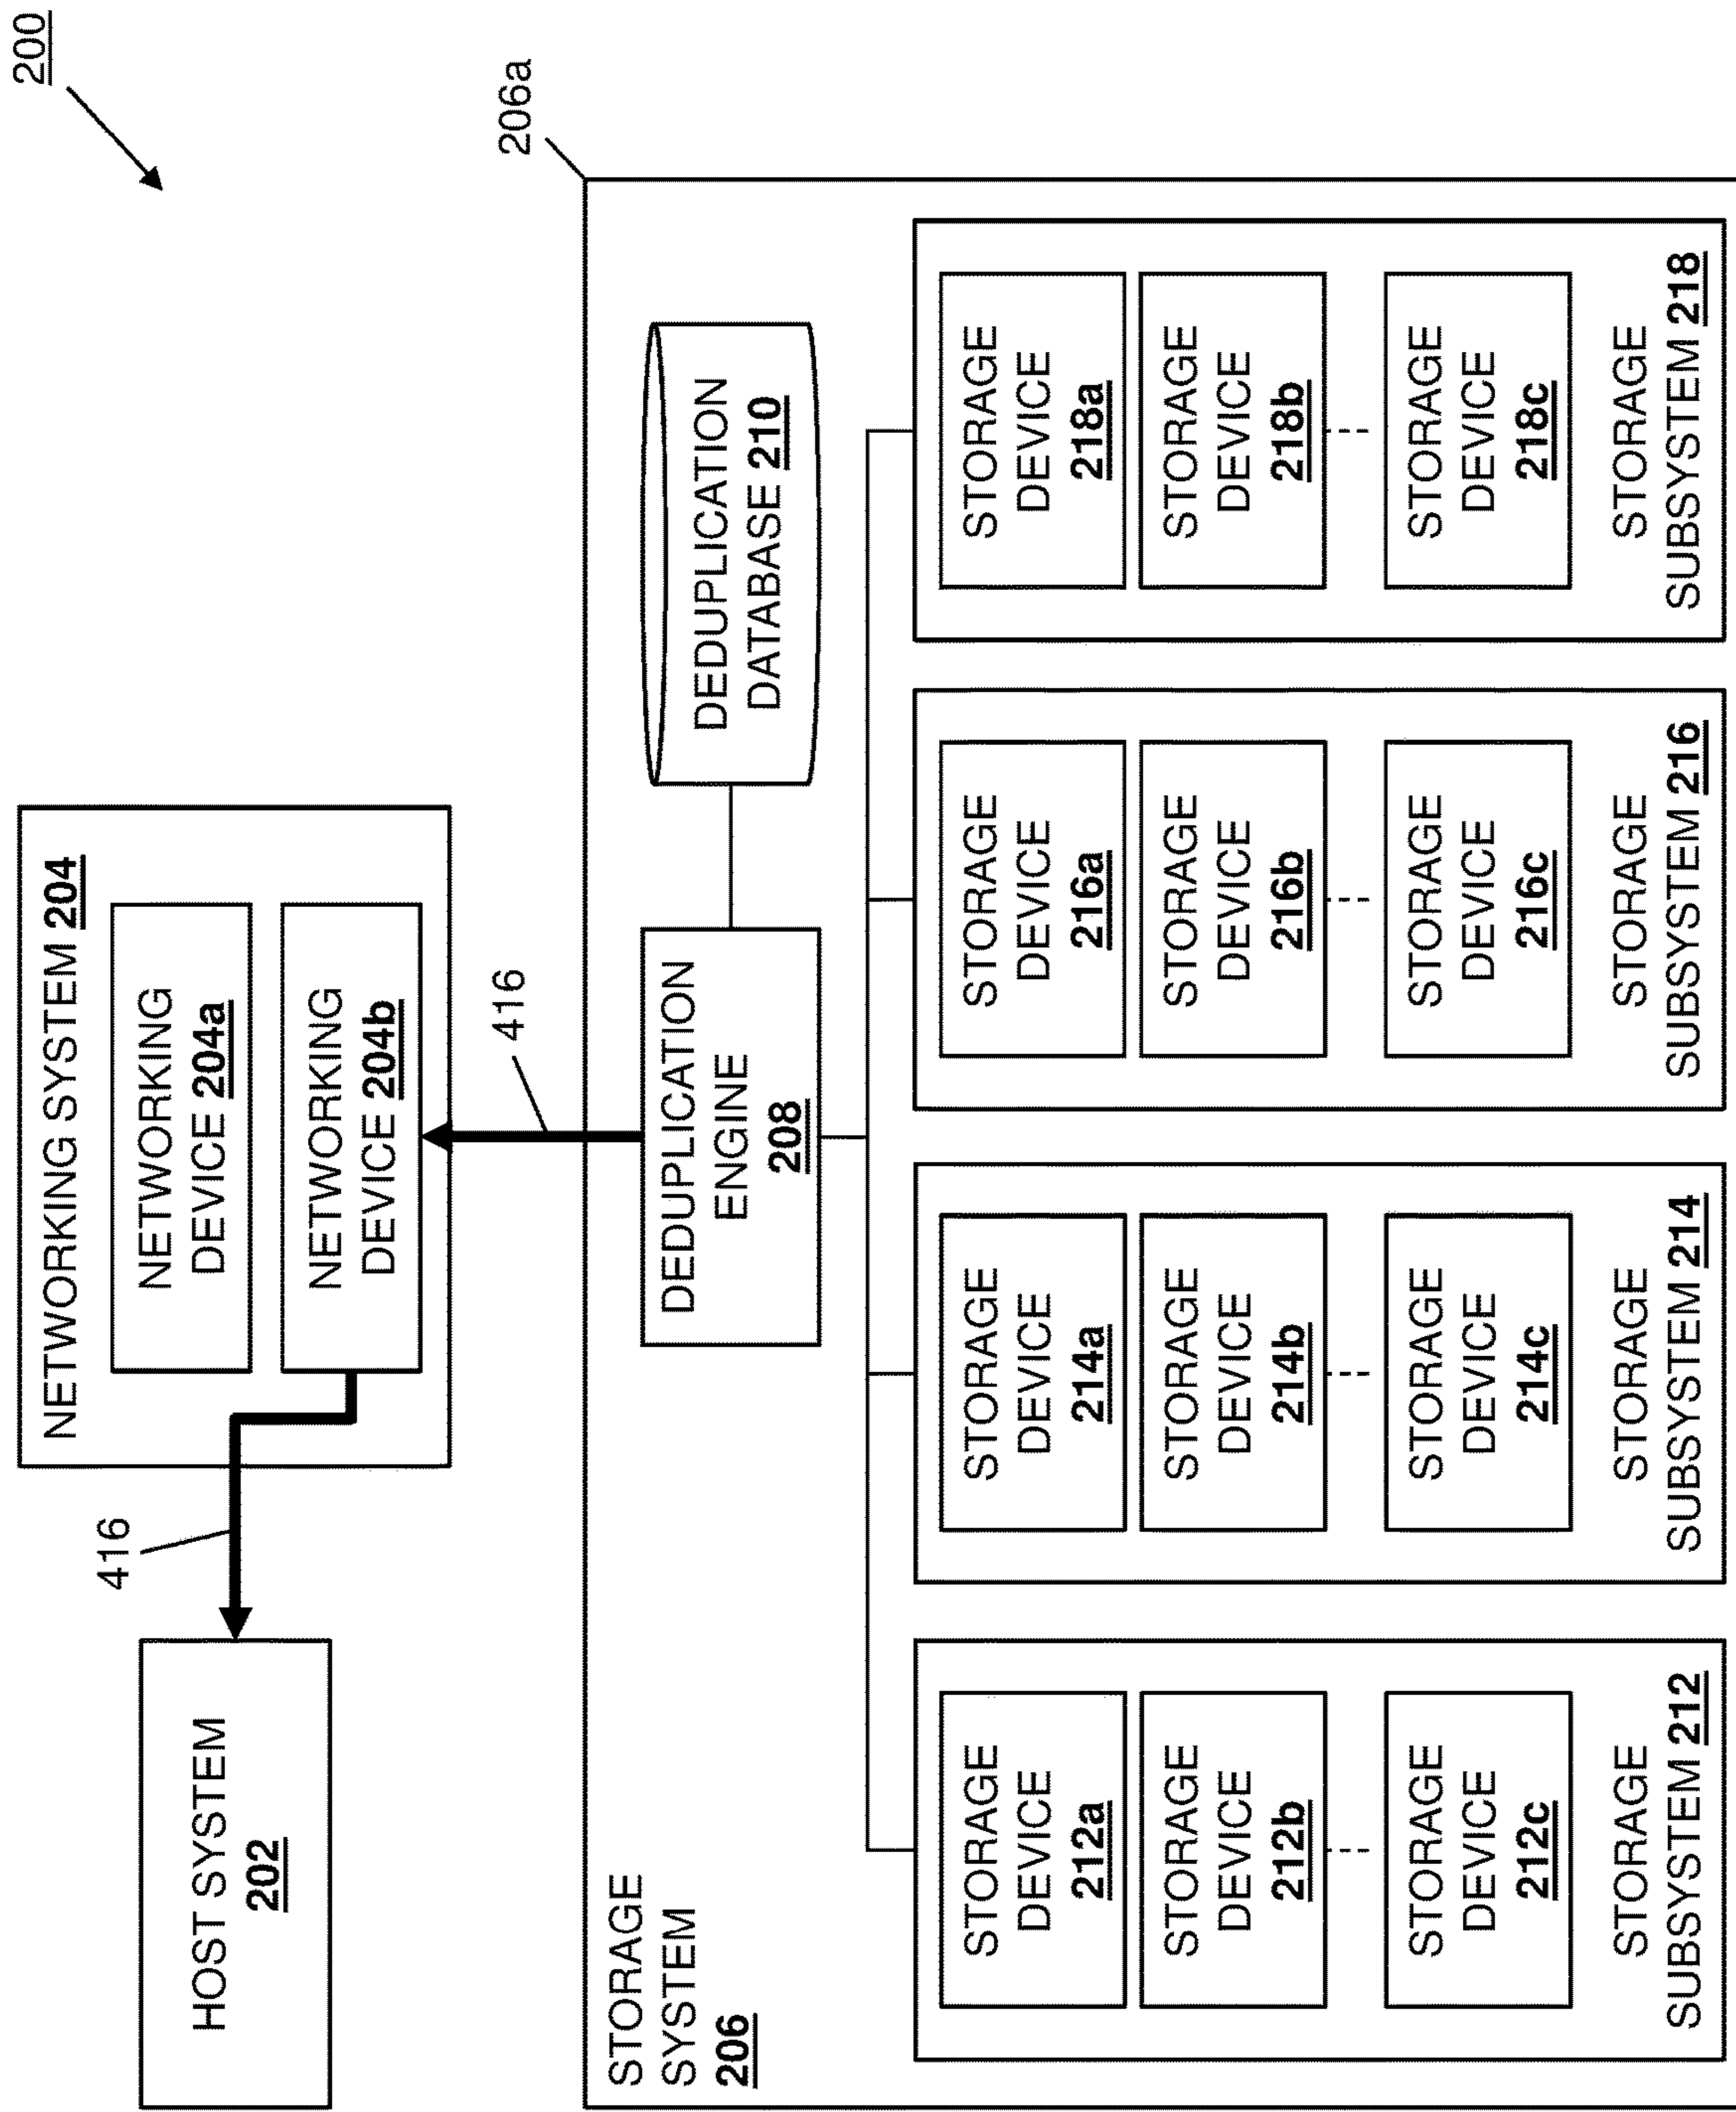 200
HOST SYSTEM
202
416
NETWORKING SYSTEM 204
NETWORKING
DEVICE 204a
NETWORKING
DEVICE 204b
416
206a
STORAGE
SYSTEM
206
DEDUPLICATION
ENGINE
208
DEDUPLICATION
DATABASE 210
STORAGE
DEVICE
212a
STORAGE
DEVICE
212b
STORAGE
DEVICE
212c
STORAGE
SUBSYSTEM 212
STORAGE
DEVICE
214a
STORAGE
DEVICE
214b
STORAGE
DEVICE
214c
STORAGE
SUBSYSTEM 214
STORAGE
DEVICE
216a
STORAGE
DEVICE
216b
STORAGE
DEVICE
216c
STORAGE
SUBSYSTEM 216
STORAGE
DEVICE
218a
STORAGE
DEVICE
218b
STORAGE
DEVICE
218c
STORAGE
SUBSYSTEM 218